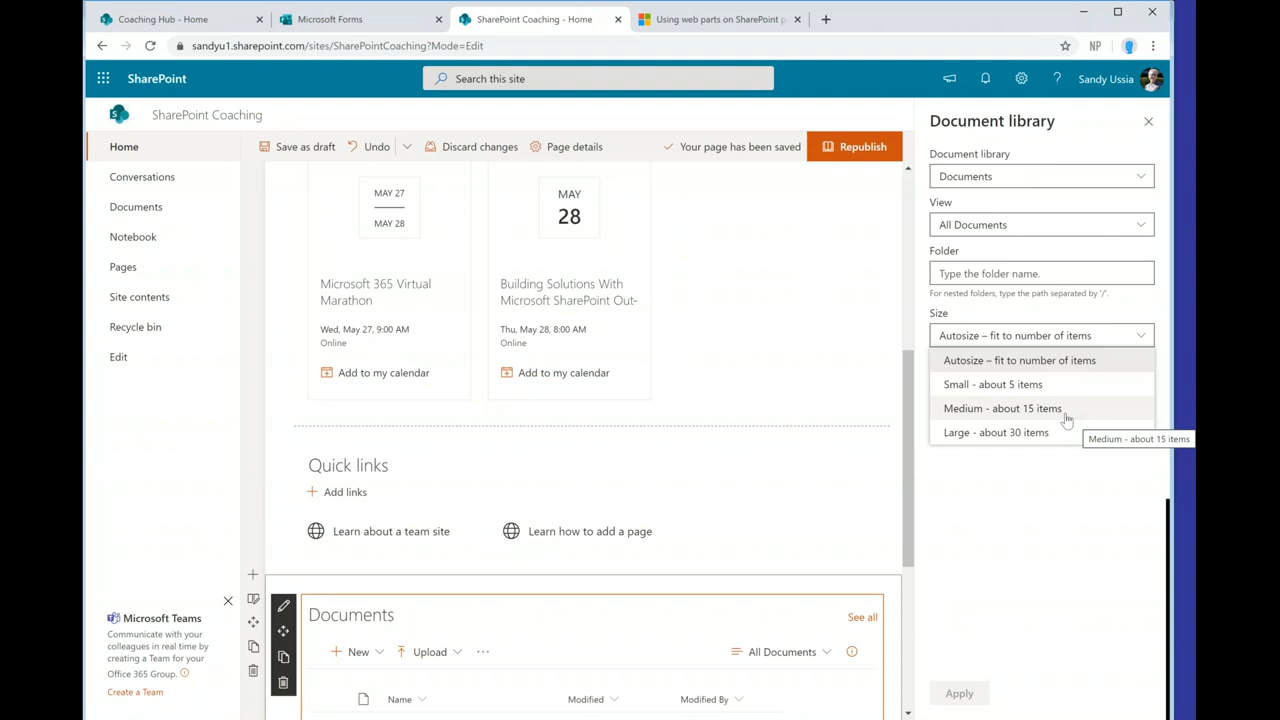 Coaching Hub - Home
Microsoft Forms
SharePoint Coaching - Home
Using web parts on SharePoint p
sandyu1.sharepoint.com/sites/SharePointCoaching?Mode=Edit
NP
SharePoint
Search this site
Sandy Ussia
SharePoint Coaching
Home
Conversations
Documents
Notebook
Pages
Site contents
Recycle bin
Edit
Microsoft Teams
Communicate with your
colleagues in real time by
creating a Team for your
Office 365 Group.
Create a Team
Save as draft
Undo
Discard changes
Page details
Your page has been saved
Republish
MAY 27
MAY 28
Microsoft 365 Virtual
Marathon
Wed, May 27, 9:00 AM
Online
Add to my calendar
MAY
28
Building Solutions With
Microsoft SharePoint Out-
Thu, May 28, 8:00 AM
Online
Add to my calendar
Quick links
Add links
Learn about a team site
Learn how to add a page
Documents
See all
New
Upload
All Documents
Name
Modified
Modified By
Document library
Document library
Documents
View
All Documents
Folder
Type the folder name.
For nested folders, type the path separated by '/'.
Size
Autosize – fit to number of items
Autosize – fit to number of items
Small - about 5 items
Medium - about 15 items
Large - about 30 items
Medium - about 15 items
Apply